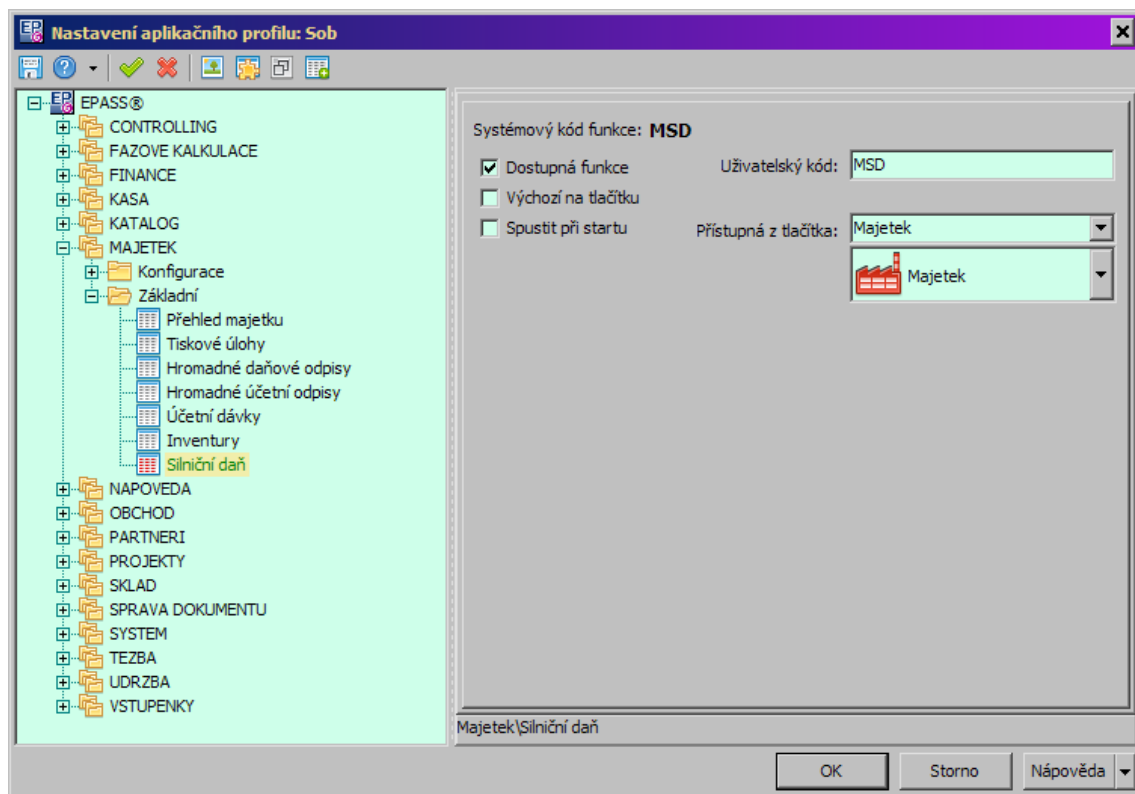 Nastavení aplikačního profilu: Sob
EPASS®
CONTROLLING
FAZOVE KALKULACE
FINANCE
KASA
KATALOG
MAJETEK
Konfigurace
Základní
Přehled majetku
Tiskové úlohy
Hromadné daňové odpisy
Hromadné účetní odpisy
Účetní dávky
Inventury
Silniční daň
NAPOVEDA
OBCHOD
PARTNERI
PROJEKTY
SKLAD
SPRAVA DOKUMENTU
SYSTEM
TEZBA
UDRZBA
VSTUPENKY
Systémový kód funkce: MSD
Dostupná funkce Uživatelský kód: MSD
Výchozí na tlačítku
Spustit při startu Přístupná z tlačítka: Majetek
Majetek
Majetek\Silniční daň
OK Storno Nápověda